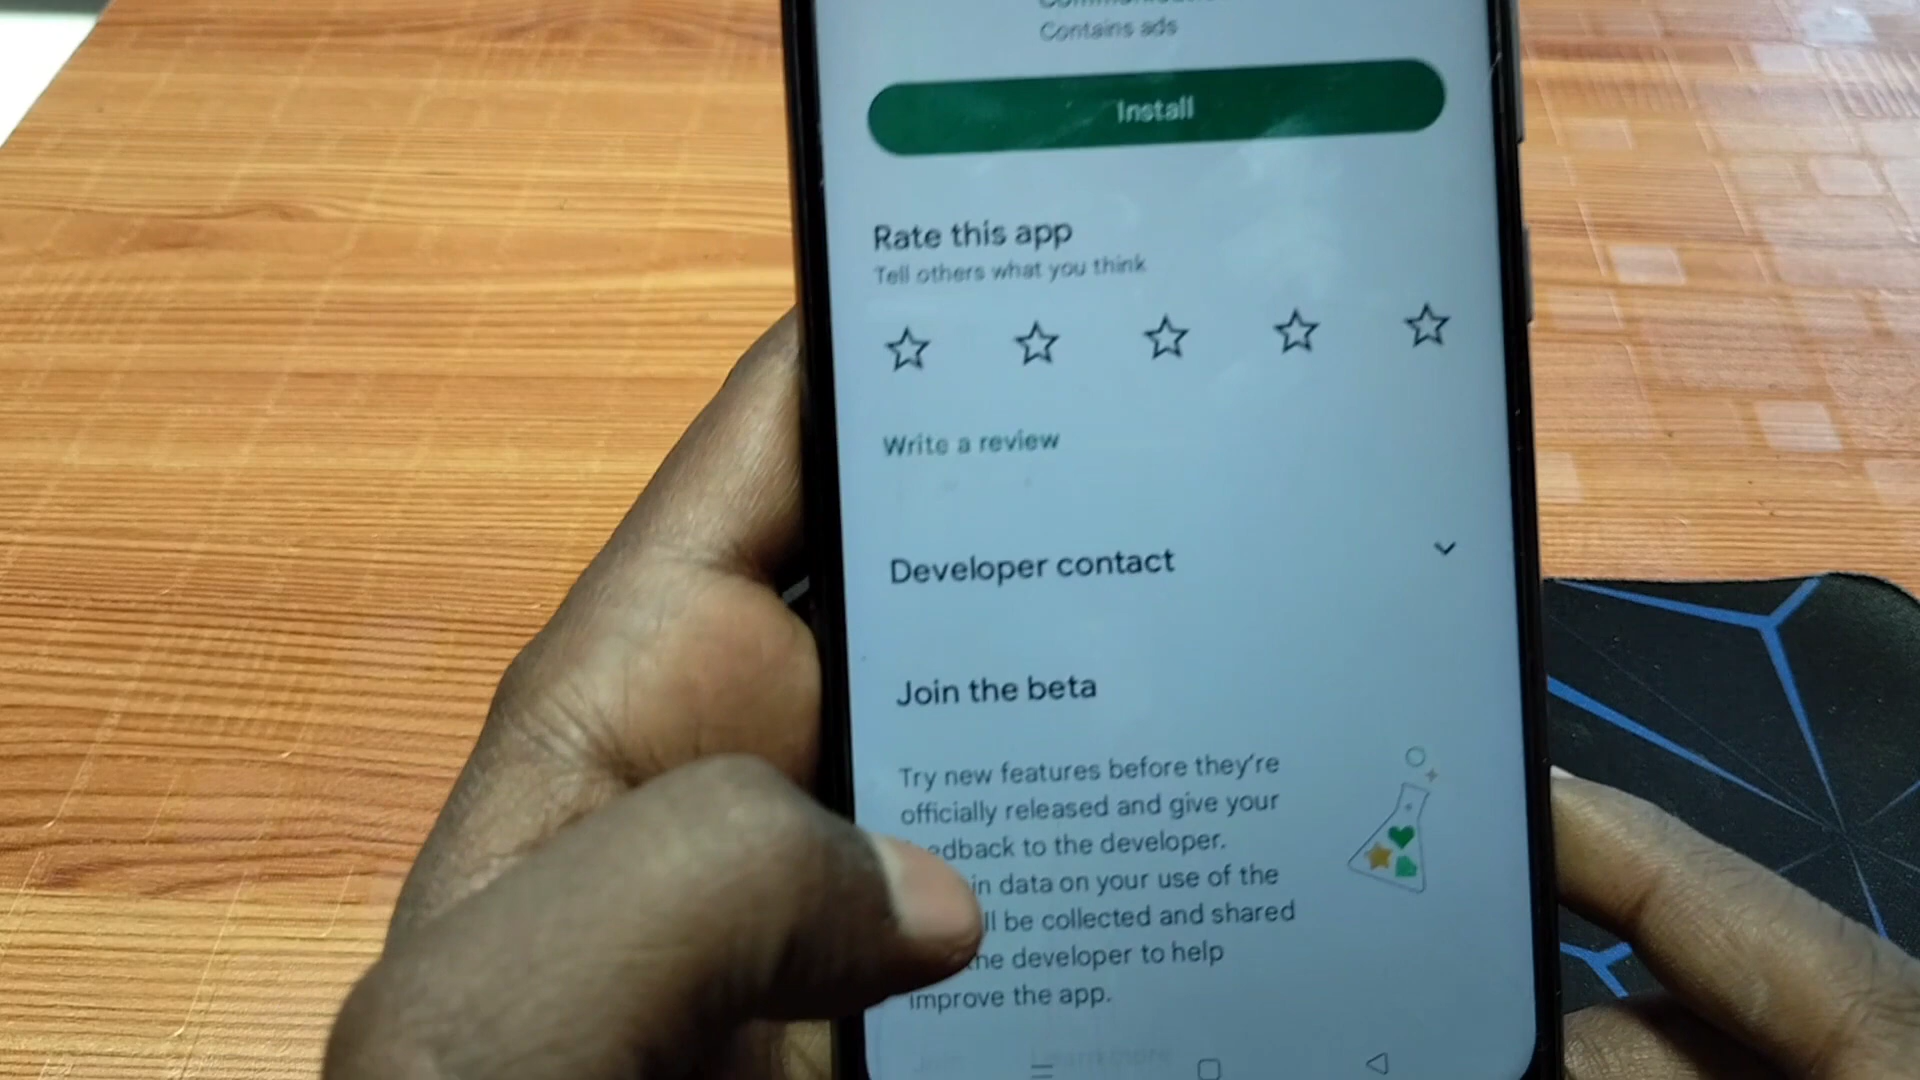 Contains ads
Install
Rate this app
Tell others what you think
Write a review
Developer contact
Join the beta
Try new features before they're
officially released and give your
edback to the developer.
in data on your use of the
ll be collected and shared
he developer to help
improve the app.